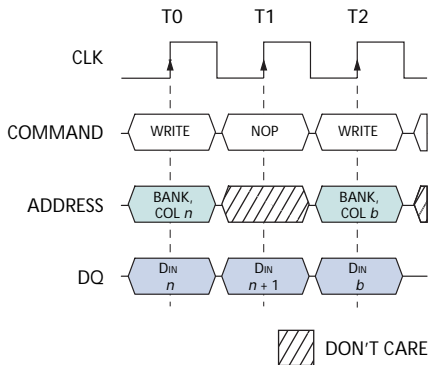 T0 T1 T2
CLK
COMMAND WRITE NOP WRITE
ADDRESS BANK, COL n BANK, COL b
DQ DIN n DIN n + 1 DIN b
DON'T CARE